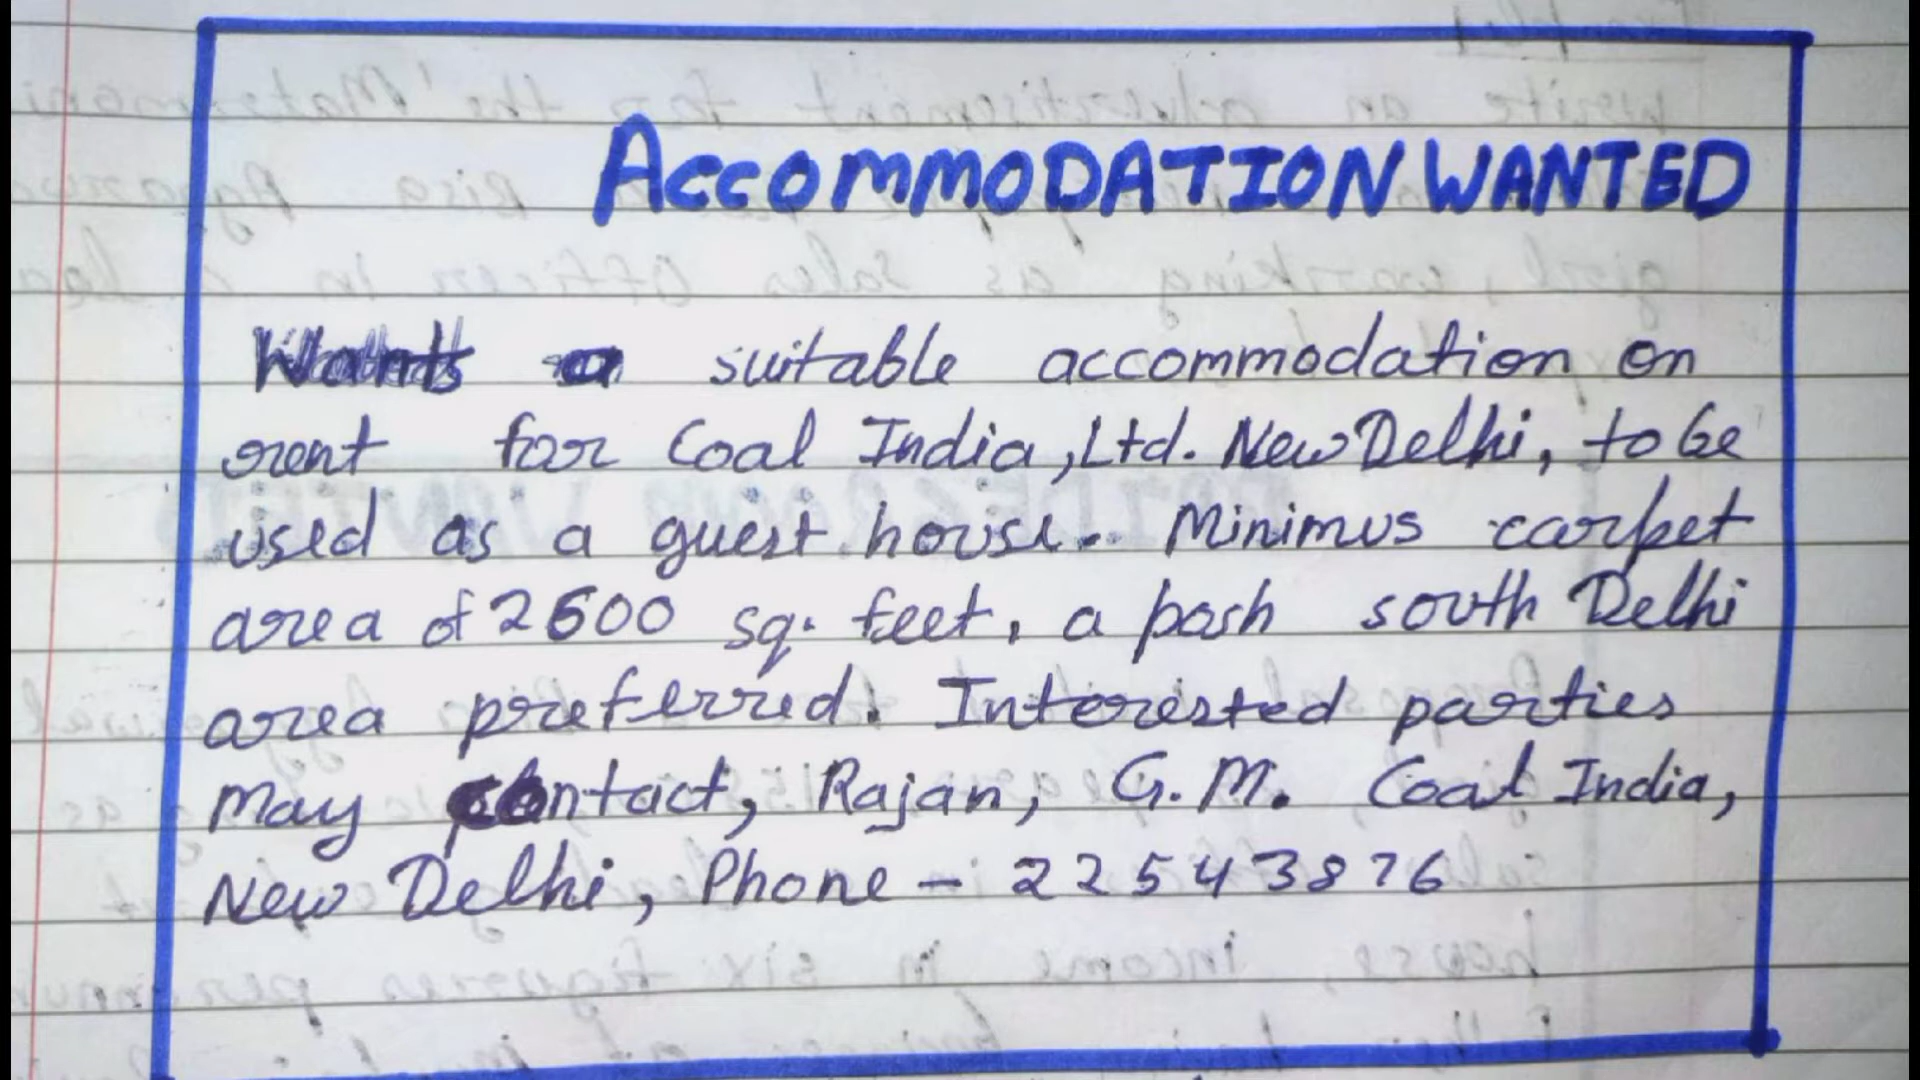 ACCOMMODATION WANTED
Wants a suitable accommodation on
rent for Coal India, Ltd. New Delhi, to be
used as a guest house. Minimus carpet
area of 2600 sq. feet, a posh south Delhi
area preferred. Interested parties
May contact, Rajan, G.M. Coal India,
New Delhi, Phone - 22543876